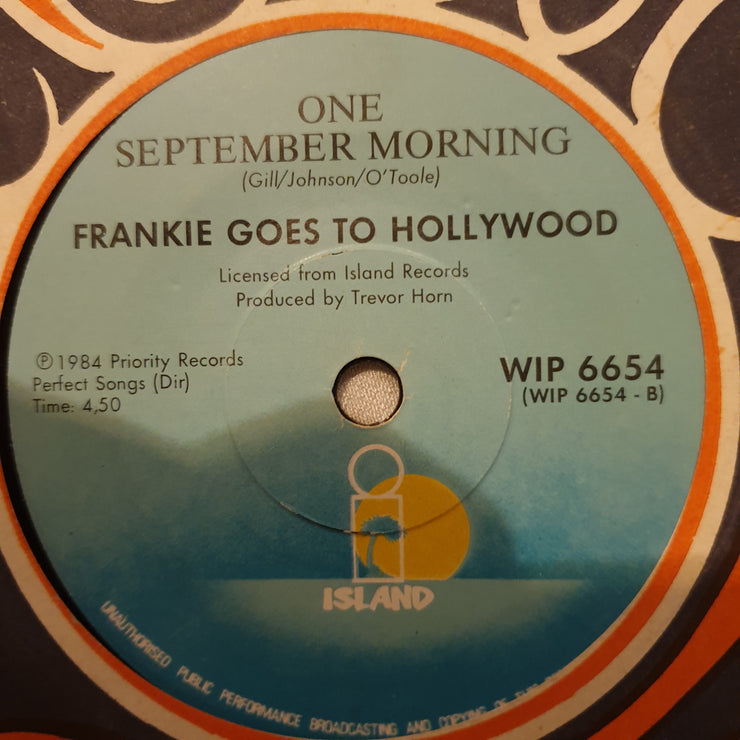 ONE
SEPTEMBER MORNING
(Gill/Johnson/O'Toole)
FRANKIE GOES TO HOLLYWOOD
Licensed from Island Records
Produced by Trevor Horn
℗1984 Priority Records
Perfect Songs (Dir)
Time: 4,50
WIP 6654
(WIP 6654 - B)
ISLAND
UNAUTHORISED PUBLIC PERFORMANCE BROADCASTING AND COPYING OF